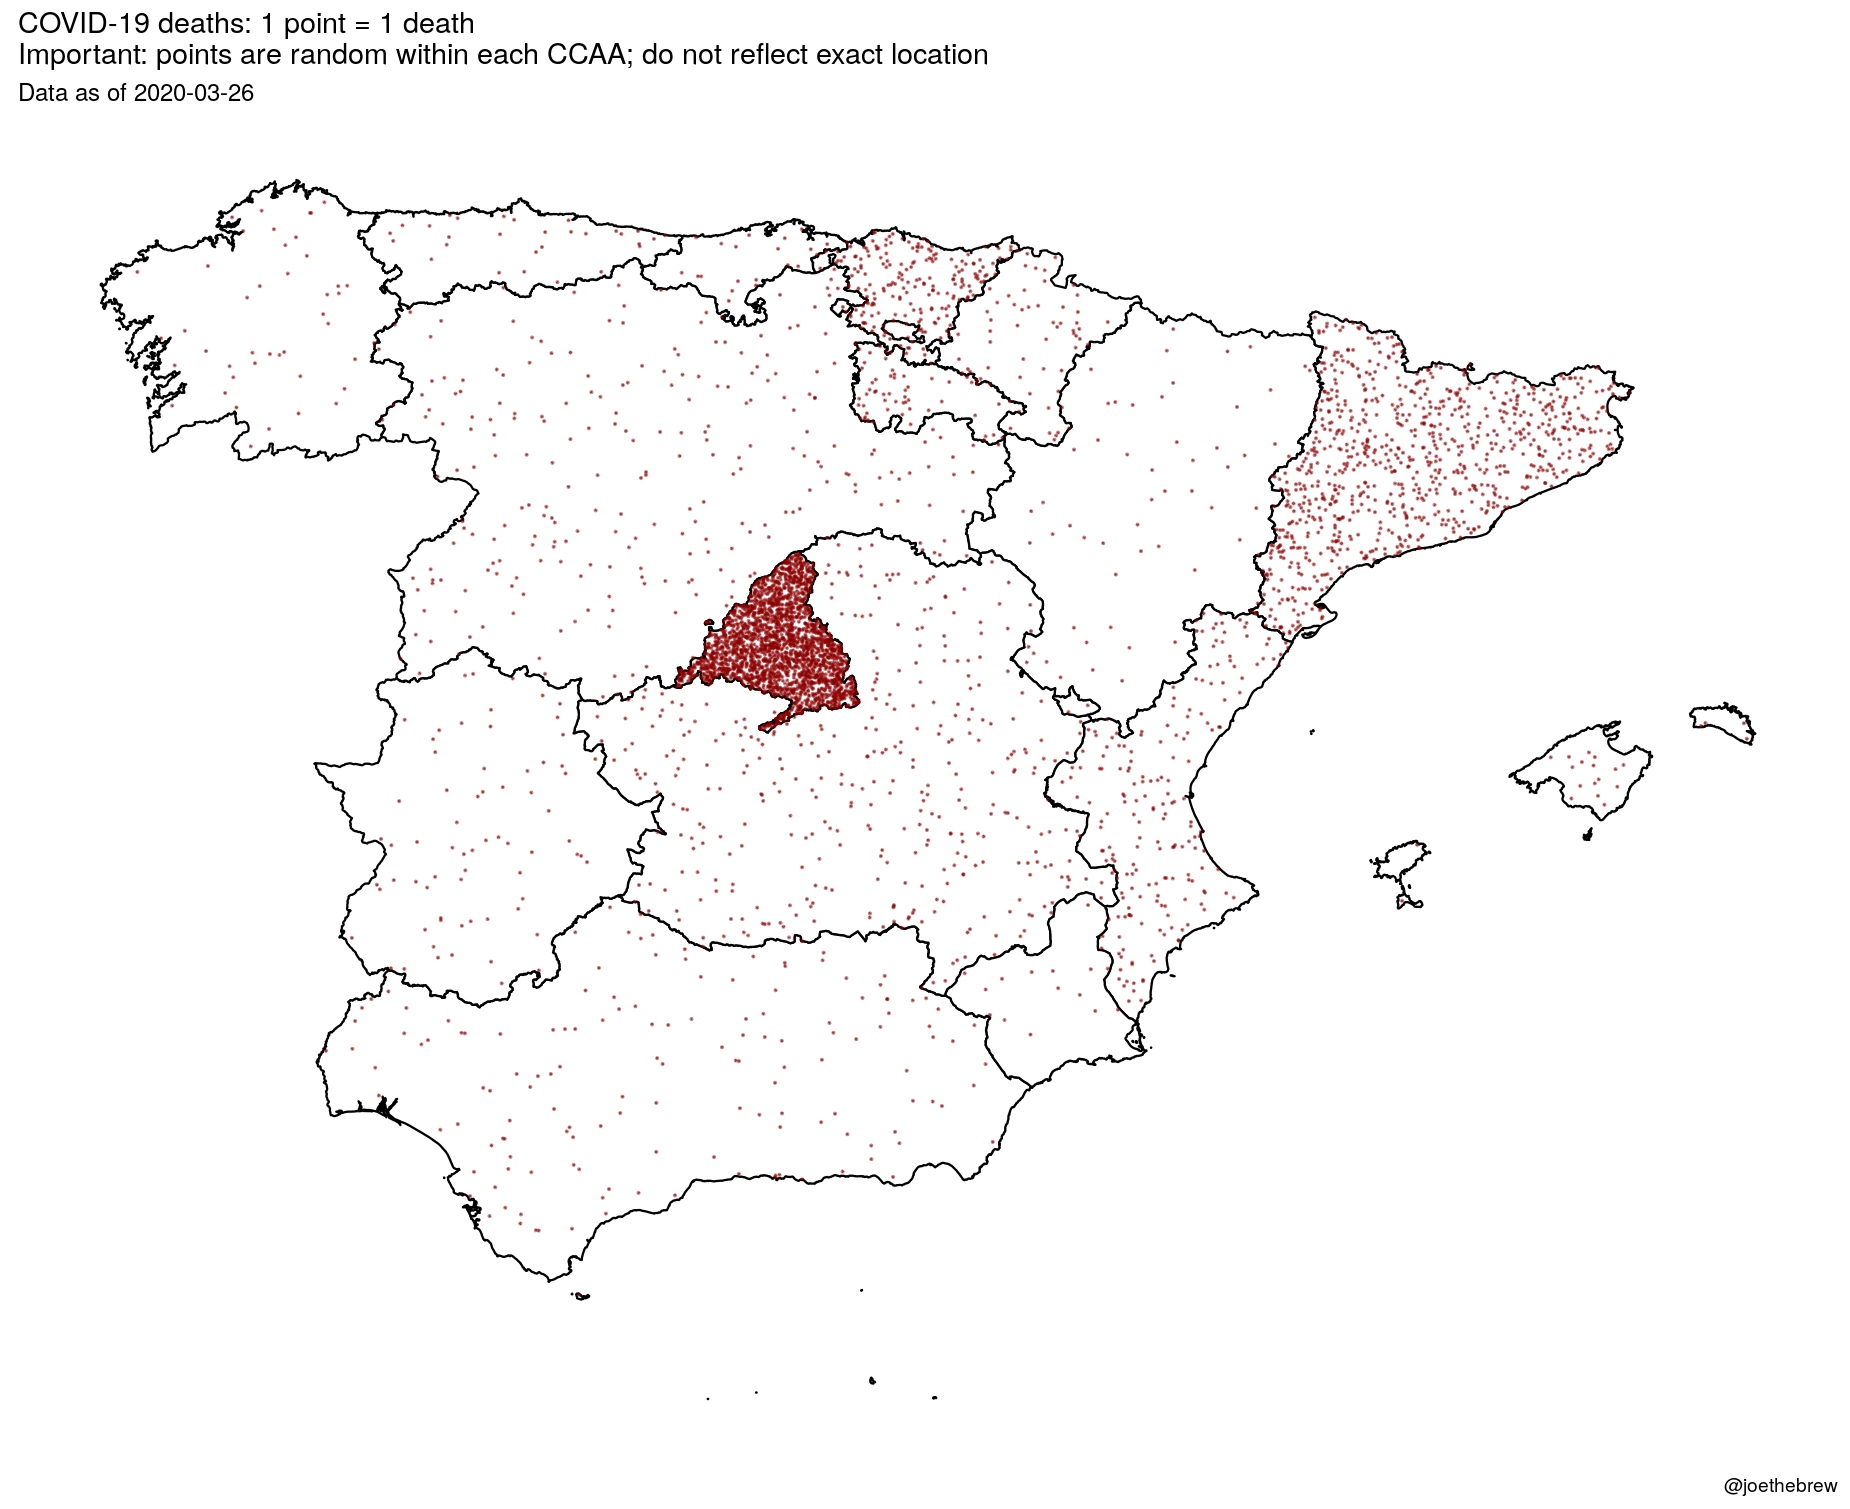 COVID-19 deaths: 1 point = 1 death
Important: points are random within each CCAA; do not reflect exact location
Data as of 2020-03-26
@joethebrew